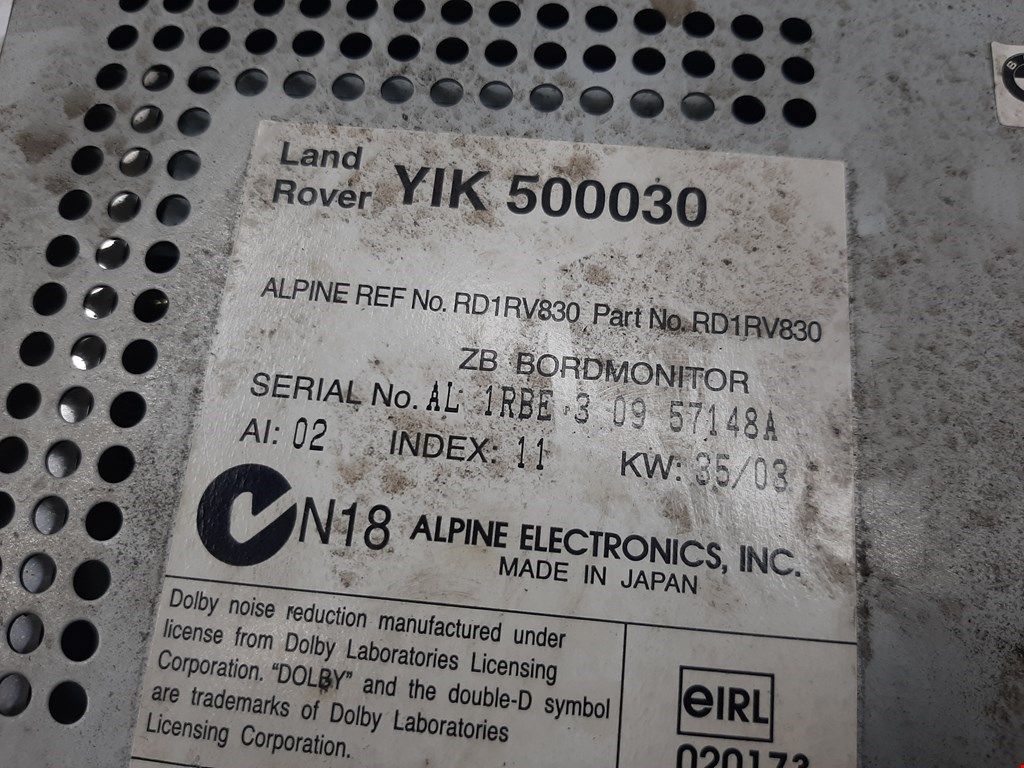 Land
Rover YIK 500030
ALPINE REF No. RD1RV830 Part No. RD1RV830
ZB BORDMONITOR
SERIAL No. AL 1RBE 3 09 57148A
AI: 02 INDEX: 11 KW: 35/03
N18 ALPINE ELECTRONICS, INC.
MADE IN JAPAN
Dolby noise reduction manufactured under
license from Dolby Laboratories Licensing
Corporation. “DOLBY” and the double-D symbol
are trademarks of Dolby Laboratories
Licensing Corporation.
eIRL
020173